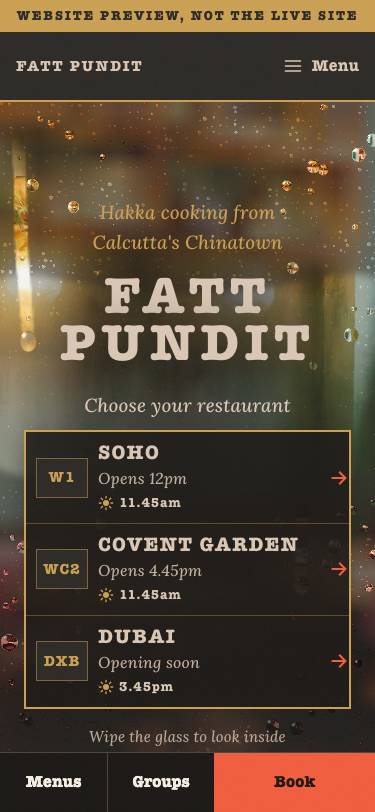 WEBSITE PREVIEW, NOT THE LIVE SITE
FATT PUNDIT
Menu
Hakka cooking from
Calcutta's Chinatown
FATT
PUNDIT
Choose your restaurant
W1
SOHO
Opens 12pm
11.45am
WC2
COVENT GARDEN
Opens 4.45pm
11.45am
DXB
DUBAI
Opening soon
3.45pm
Wipe the glass to look inside
Menus
Groups
Book